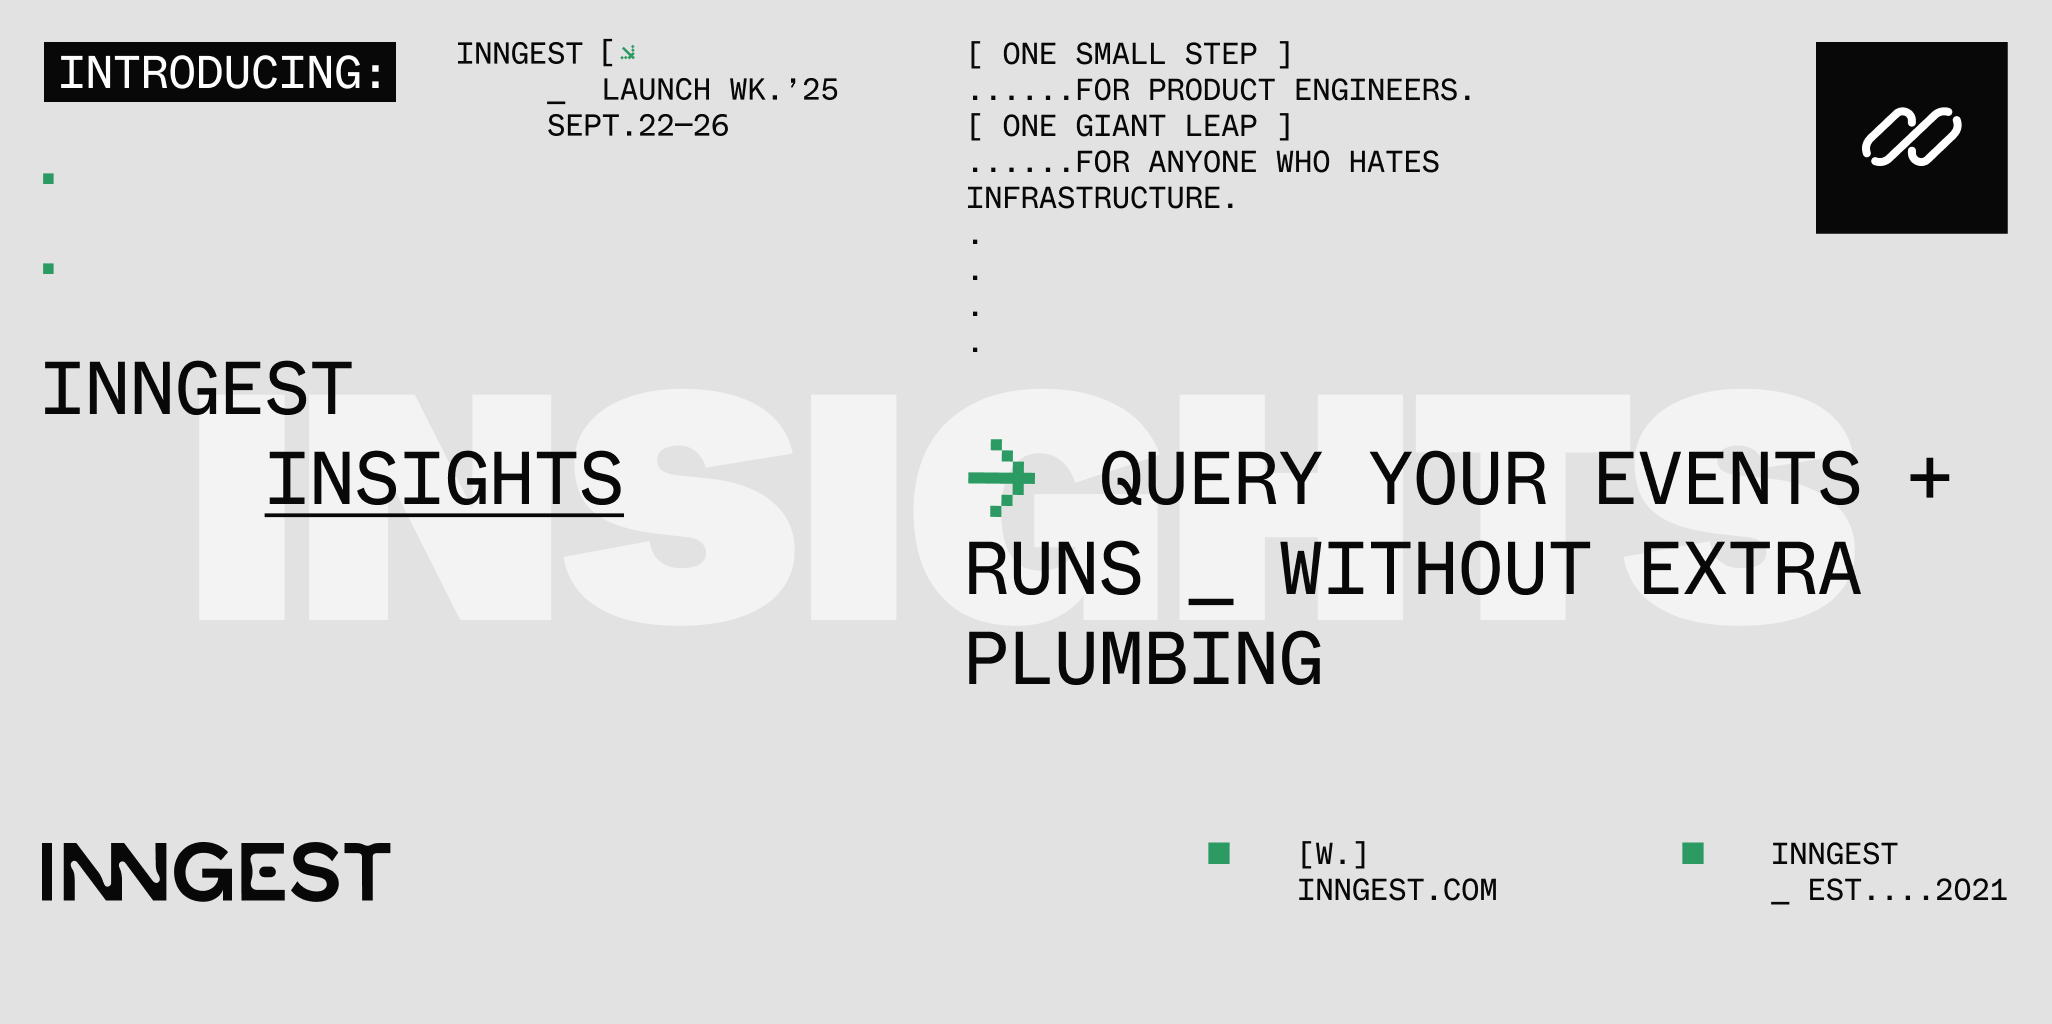 INTRODUCING:
INNGEST [
_ LAUNCH WK.’25
SEPT.22—26
[ ONE SMALL STEP ]
......FOR PRODUCT ENGINEERS.
[ ONE GIANT LEAP ]
......FOR ANYONE WHO HATES
INFRASTRUCTURE.
.
.
.
.
INSIGHTS
INNGEST
INSIGHTS
QUERY YOUR EVENTS +
RUNS _ WITHOUT EXTRA
PLUMBING
INNGEST
[W.]
INNGEST.COM
INNGEST
_ EST....2021